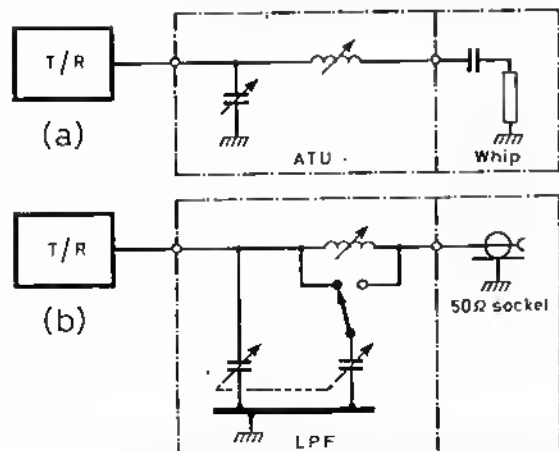 T/R
(a)
ATU
Whip
T/R
(b)
50Ω socket
LPF